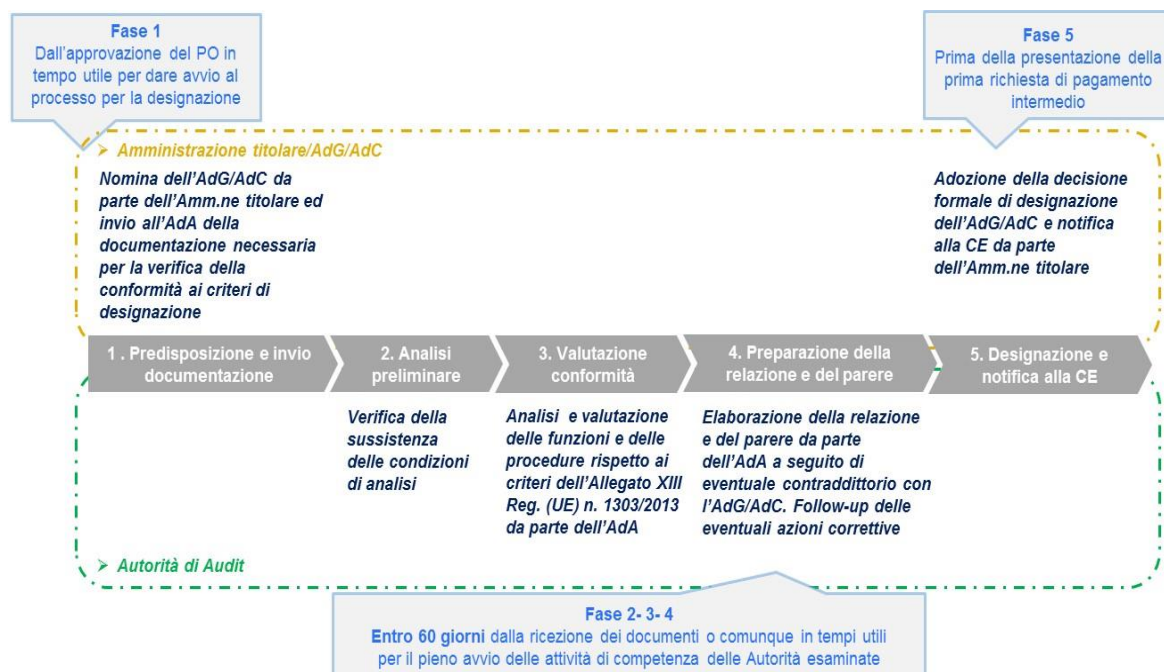 Fase 1
Dall'approvazione del PO in
tempo utile per dare avvio al
processo per la designazione
Fase 5
Prima della presentazione della
prima richiesta di pagamento
intermedio
➢ Amministrazione titolare/AdG/AdC
Nomina dell'AdG/AdC da
parte dell'Amm.ne titolare ed
invio all'AdA della
documentazione necessaria
per la verifica della
conformità ai criteri di
designazione
Adozione della decisione
formale di designazione
dell'AdG/AdC e notifica
alla CE da parte
dell'Amm.ne titolare
1 . Predisposizione e invio
documentazione
2. Analisi
preliminare
3. Valutazione
conformità
4. Preparazione della
relazione e del parere
5. Designazione e
notifica alla CE
Verifica della
sussistenza
delle condizioni
di analisi
Analisi e valutazione
delle funzioni e delle
procedure rispetto ai
criteri dell'Allegato XIII
Reg. (UE) n. 1303/2013
da parte dell'AdA
Elaborazione della relazione
e del parere da parte
dell'AdA a seguito di
eventuale contraddittorio con
l'AdG/AdC. Follow-up delle
eventuali azioni correttive
➢ Autorità di Audit
Fase 2- 3- 4
Entro 60 giorni dalla ricezione dei documenti o comunque in tempi utili
per il pieno avvio delle attività di competenza delle Autorità esaminate